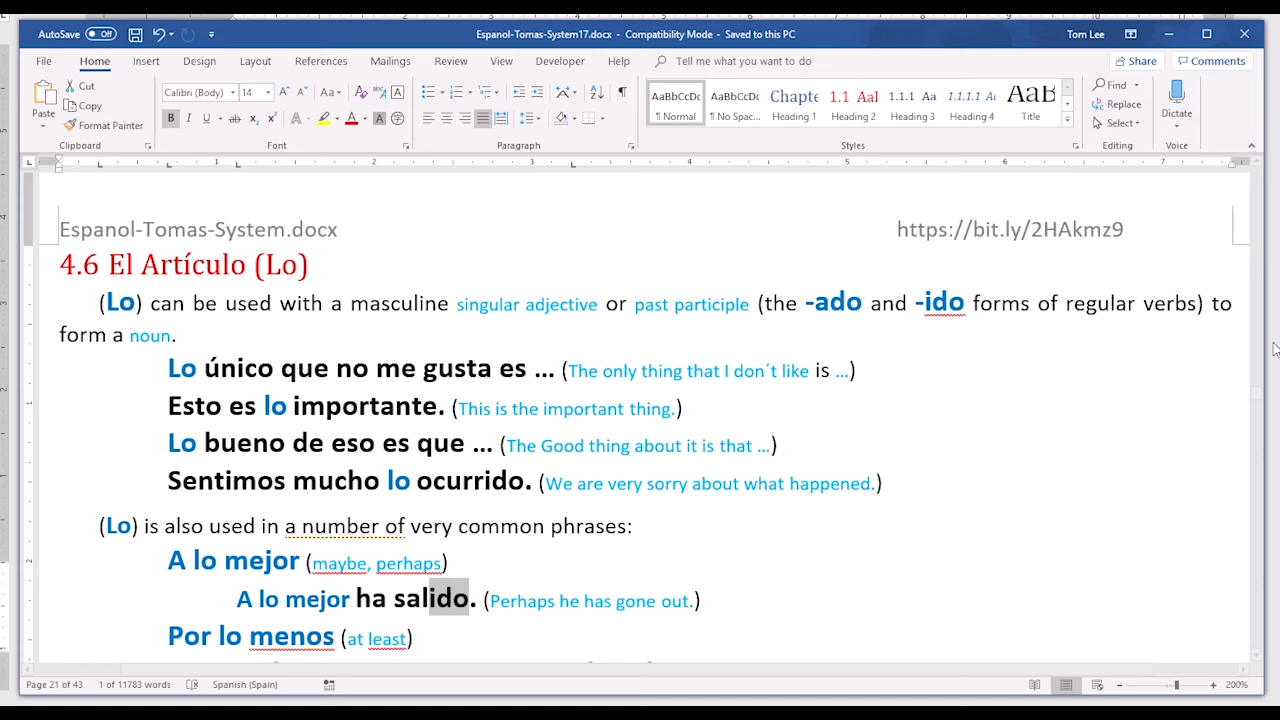 AutoSave Off Espanol-Tomas-System17.docx - Compatibility Mode - Saved to this PC Tom Lee
File Home Insert Design Layout References Mailings Review View Developer Help Tell me what you want to do Share Comments
Paste Cut Copy Format Painter
Calibri (Body) 14
AaBbCcDc AaBbCcDc Chapte 1.1 Aal 1.1.1 Aa 1.1.1.1 Ac AaB
¶ Normal ¶ No Spac... Heading 1 Heading 2 Heading 3 Heading 4 Title
Find Replace Select Dictate
Clipboard Font Paragraph Styles Editing Voice
1 2 3 4 5 6 7
Espanol-Tomas-System.docx https://bit.ly/2HAkmz9
4.6 El Artículo (Lo)
(Lo) can be used with a masculine singular adjective or past participle (the -ado and -ido forms of regular verbs) to
form a noun.
Lo único que no me gusta es ... (The only thing that I don´t like is ...)
Esto es lo importante. (This is the important thing.)
Lo bueno de eso es que ... (The Good thing about it is that ...)
Sentimos mucho lo ocurrido. (We are very sorry about what happened.)
(Lo) is also used in a number of very common phrases:
A lo mejor (maybe, perhaps)
A lo mejor ha salido. (Perhaps he has gone out.)
Por lo menos (at least)
Page 21 of 43 1 of 11783 words Spanish (Spain) 200%